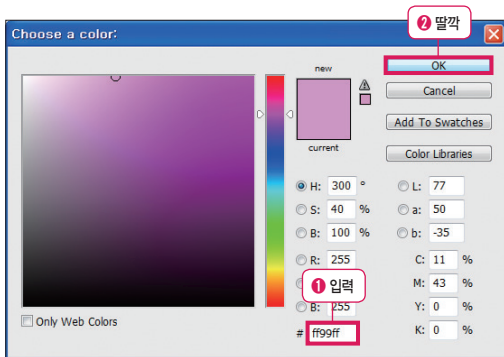 Choose a color:
❷ 딸깍
new
current
OK
Cancel
Add To Swatches
Color Libraries
H: 300 °
S: 40 %
B: 100 %
R: 255
B: 255
# ff99ff
❶ 입력
L: 77
a: 50
b: -35
C: 11 %
M: 43 %
Y: 0 %
K: 0 %
Only Web Colors